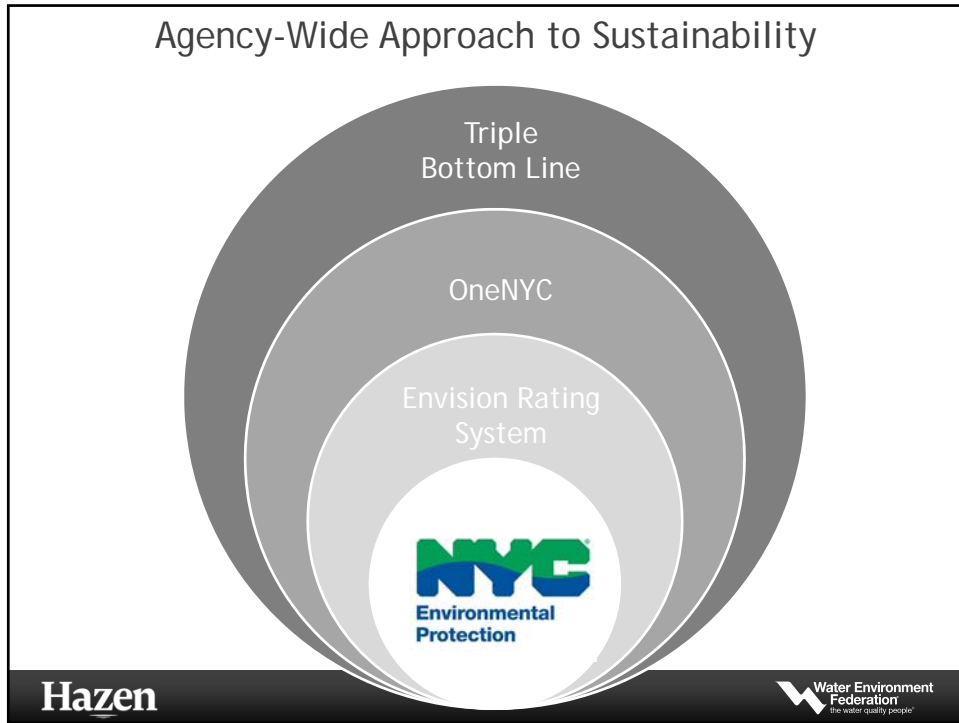 Agency-Wide Approach to Sustainability
Triple
Bottom Line
OneNYC
Envision Rating
System
NYC®
Environmental
Protection
Hazen
Water Environment
Federation®
the water quality people®